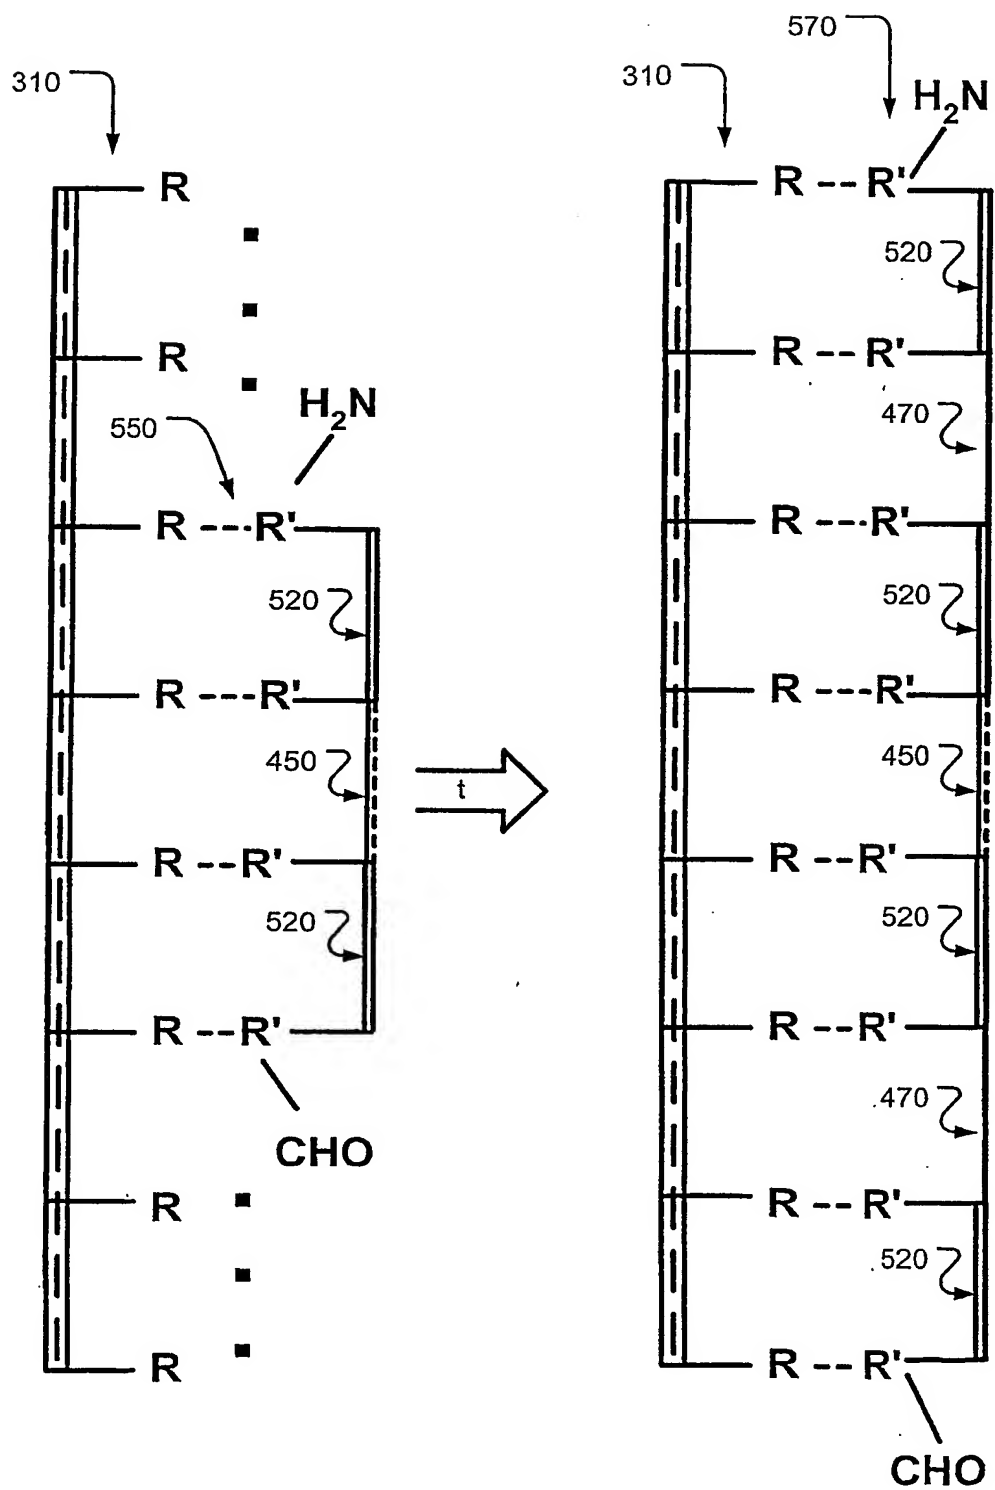 310
R
R
550
H2N
R --- R'
520
R --- R'
450
R -- R'
520
R -- R'
CHO
R
R
t
570
310
H2N
R -- R'
520
R -- R'
470
R --- R'
520
R --- R'
450
R -- R'
520
R -- R'
470
R -- R'
520
R -- R'
CHO